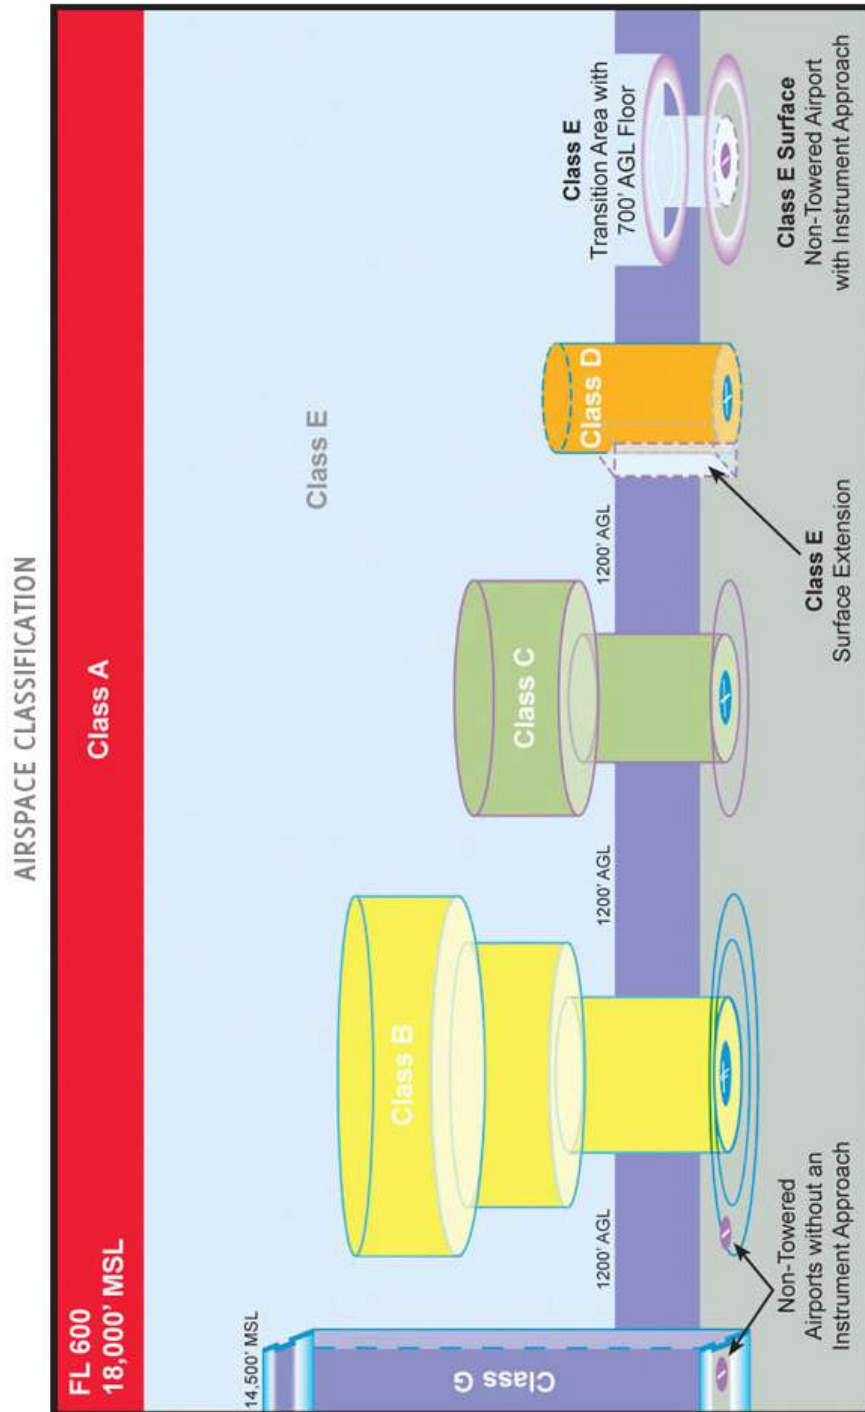 AIRSPACE CLASSIFICATION
FL 600
18,000' MSL
Class A
Class E
14,500' MSL
Class G
1200' AGL
Class B
1200' AGL
Class C
1200' AGL
Class D
Class E
Transition Area with
700' AGL Floor
Non-Towered
Airports without an
Instrument Approach
Class E
Surface Extension
Class E Surface
Non-Towered Airport
with Instrument Approach